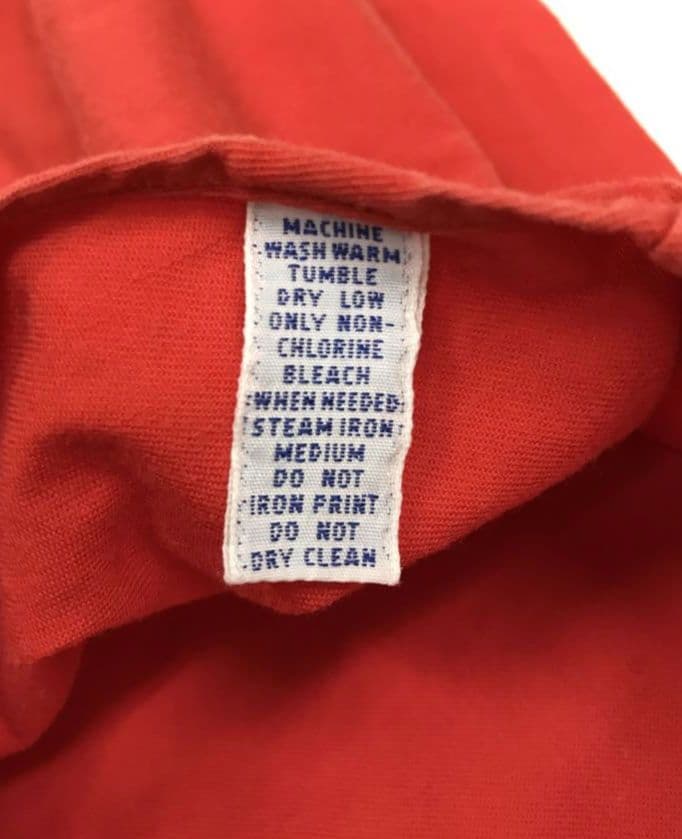 MACHINE
WASH WARM
TUMBLE
DRY LOW
ONLY NON-
CHLORINE
BLEACH
WHEN NEEDED
STEAM IRON
MEDIUM
DO NOT
IRON PRINT
DO NOT
DRY CLEAN